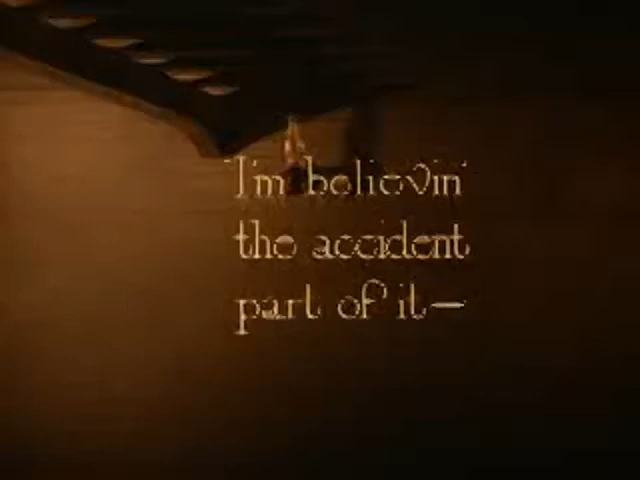 "I'm believin'
the accident
part of it—